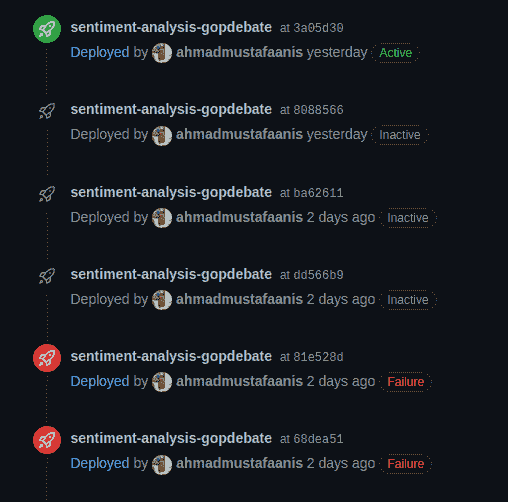 sentiment-analysis-gopdebate at 3a05d30
Deployed by ahmadmustafaanis yesterday Active
sentiment-analysis-gopdebate at 8088566
Deployed by ahmadmustafaanis yesterday Inactive
sentiment-analysis-gopdebate at ba62611
Deployed by ahmadmustafaanis 2 days ago Inactive
sentiment-analysis-gopdebate at dd566b9
Deployed by ahmadmustafaanis 2 days ago Inactive
sentiment-analysis-gopdebate at 81e528d
Deployed by ahmadmustafaanis 2 days ago Failure
sentiment-analysis-gopdebate at 68dea51
Deployed by ahmadmustafaanis 2 days ago Failure